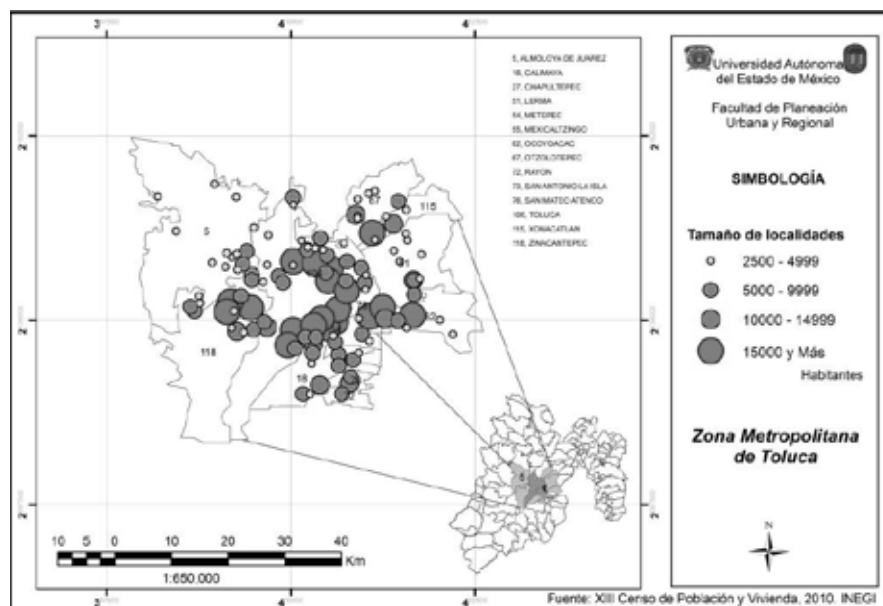 5, ALMOLOYA DE JUAREZ
18, CALIMAYA
27, CHAPULTEPEC
51, LERMA
54, METEPEC
55, MEXICALTZINGO
62, OCOYOACAC
67, OTZOLOTEPEC
72, RAYON
73, SAN ANTONIO LA ISLA
76, SAN MATEO ATENCO
106, TOLUCA
115, XONACATLAN
118, ZINACANTEPEC
67
115
5
118
18
5
10 5 0 10 20 30 40
Km
1:650,000
Universidad Autónoma
del Estado de México
Facultad de Planeación
Urbana y Regional
SIMBOLOGÍA
Tamaño de localidades
2500 - 4999
5000 - 9999
10000 - 14999
15000 y Más
Habitantes
Zona Metropolitana
de Toluca
N
Fuente: XIII Censo de Población y Vivienda, 2010. INEGI